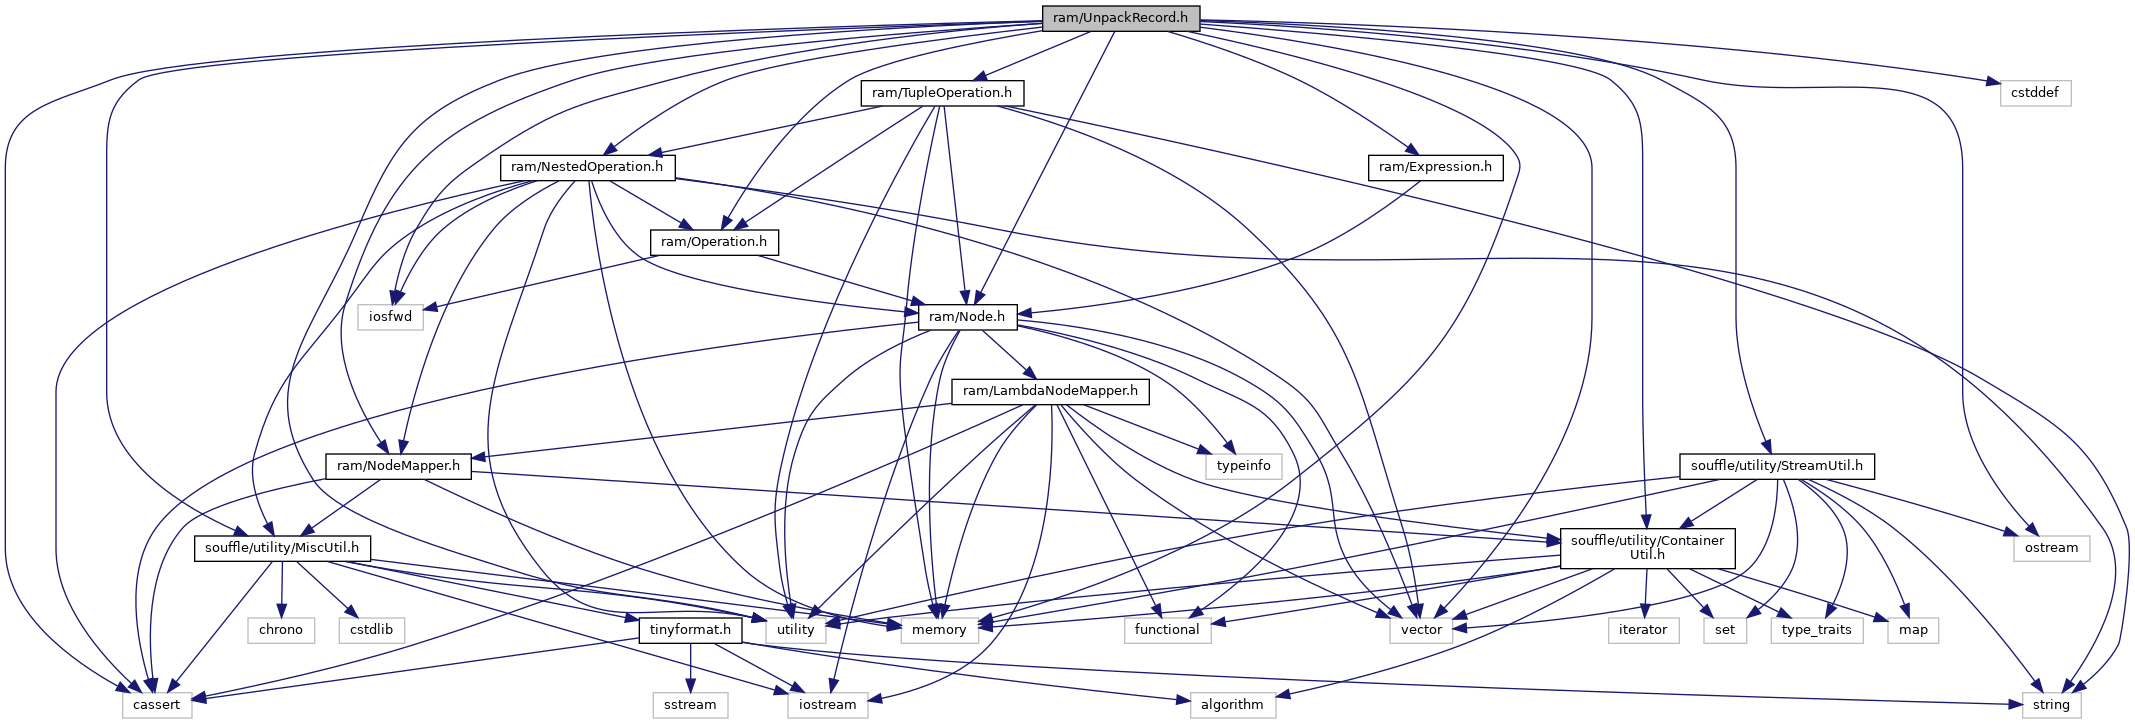 ram/UnpackRecord.h
ram/TupleOperation.h
cstddef
ram/NestedOperation.h
ram/Expression.h
ram/Operation.h
iosfwd
ram/Node.h
ram/LambdaNodeMapper.h
ram/NodeMapper.h
typeinfo
souffle/utility/StreamUtil.h
souffle/utility/MiscUtil.h
souffle/utility/Container
Util.h
ostream
chrono
cstdlib
tinyformat.h
utility
memory
functional
vector
iterator
set
type_traits
map
cassert
sstream
iostream
algorithm
string